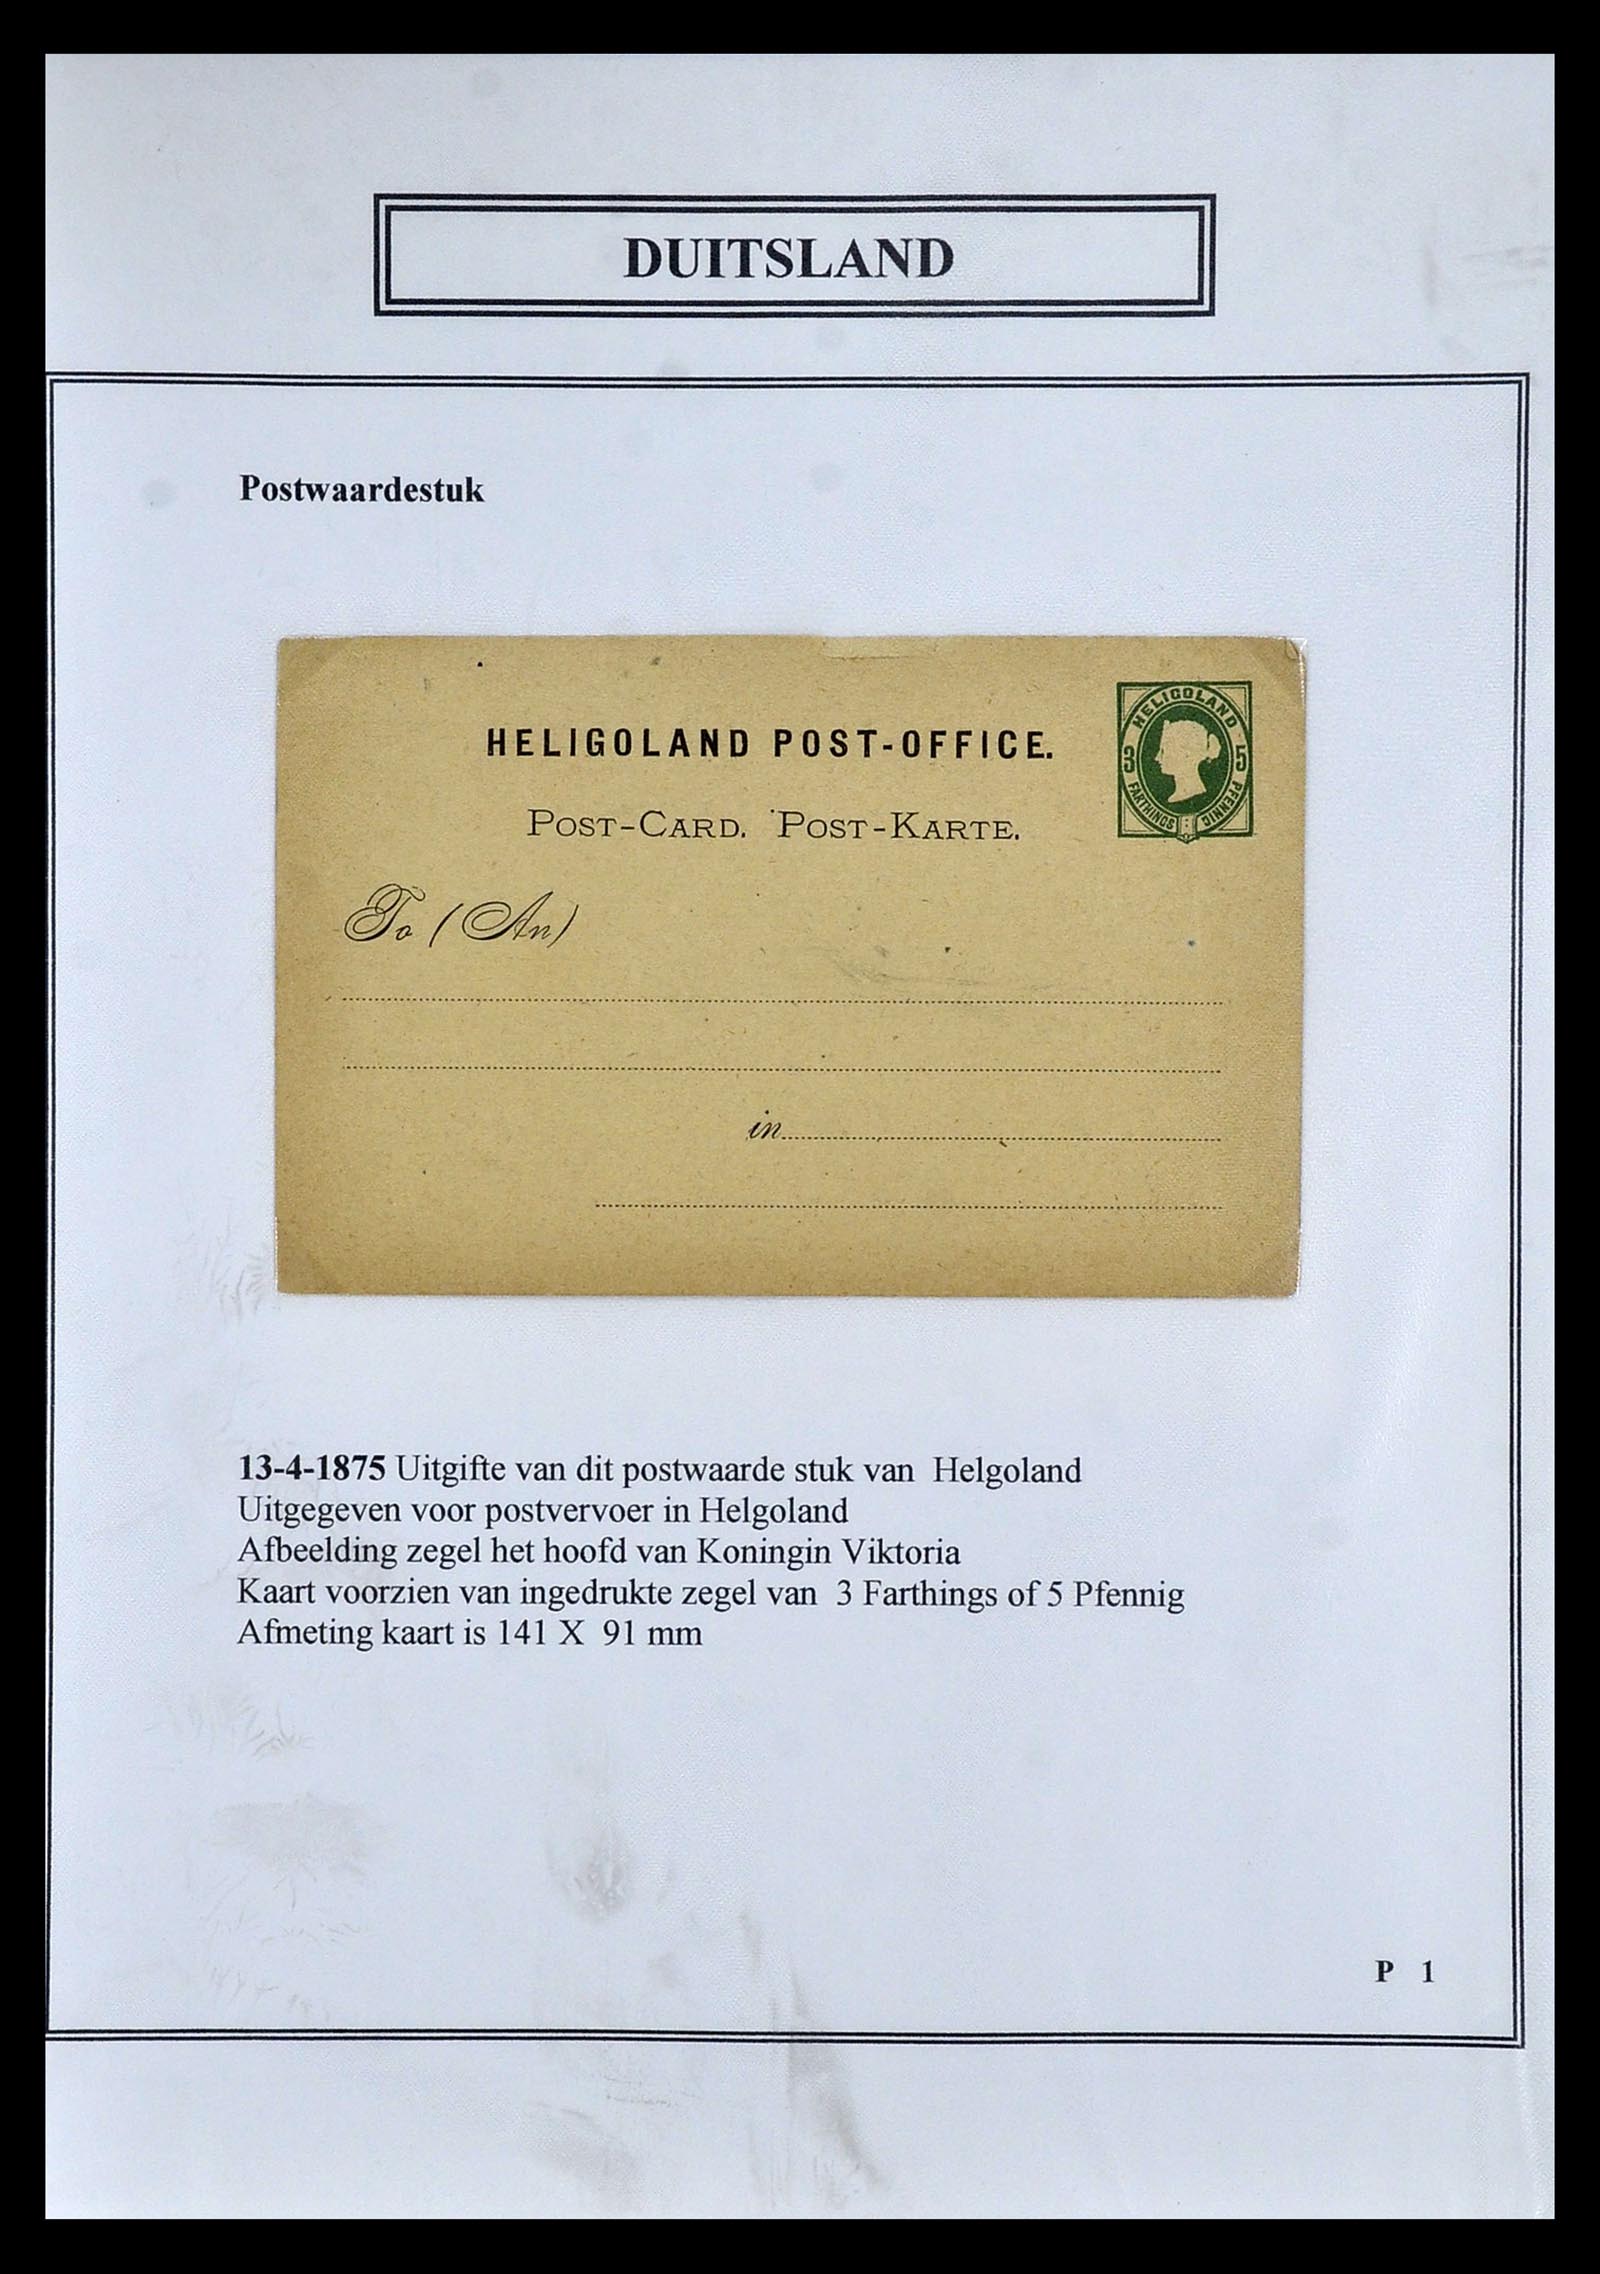 DUITSLAND
Postwaardestuk
HELIGOLAND POST-OFFICE.
POST-CARD. POST-KARTE.
HELIGOLAND
3 5
FARTHINGS PFENNIG
To (An)
in
13-4-1875 Uitgifte van dit postwaarde stuk van Helgoland
Uitgegeven voor postvervoer in Helgoland
Afbeelding zegel het hoofd van Koningin Viktoria
Kaart voorzien van ingedrukte zegel van 3 Farthings of 5 Pfennig
Afmeting kaart is 141 X 91 mm
P 1